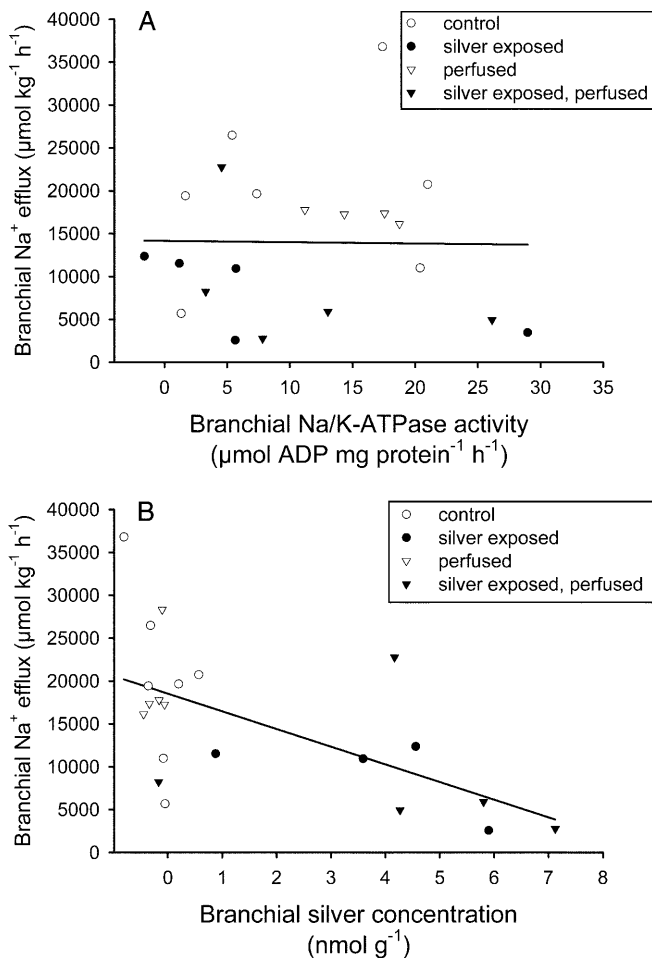 A
control
silver exposed
perfused
silver exposed, perfused
40000
35000
30000
25000
20000
15000
10000
5000
0
Branchial Na⁺ efflux (µmol kg⁻¹ h⁻¹)
0 5 10 15 20 25 30 35
Branchial Na/K-ATPase activity
(µmol ADP mg protein⁻¹ h⁻¹)
B
control
silver exposed
perfused
silver exposed, perfused
40000
35000
30000
25000
20000
15000
10000
5000
0
Branchial Na⁺ efflux (µmol kg⁻¹ h⁻¹)
0 1 2 3 4 5 6 7 8
Branchial silver concentration
(nmol g⁻¹)